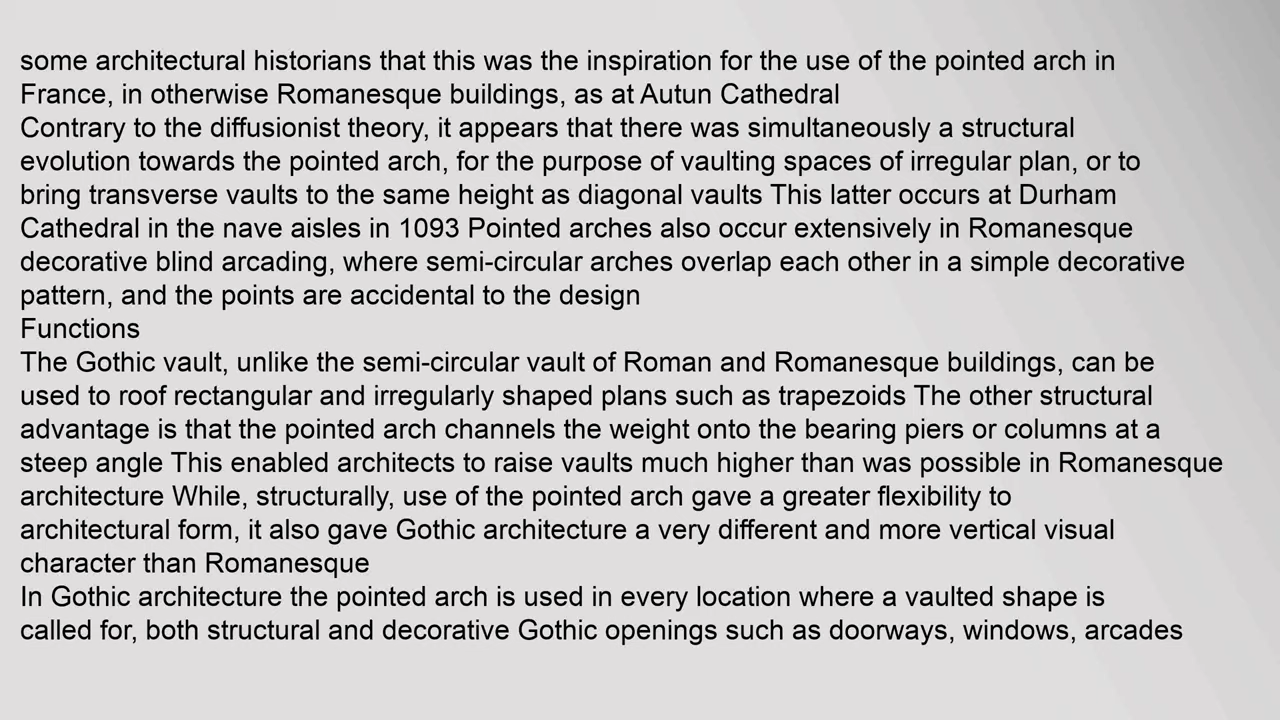 some architectural historians that this was the inspiration for the use of the pointed arch in
France, in otherwise Romanesque buildings, as at Autun Cathedral
Contrary to the diffusionist theory, it appears that there was simultaneously a structural
evolution towards the pointed arch, for the purpose of vaulting spaces of irregular plan, or to
bring transverse vaults to the same height as diagonal vaults This latter occurs at Durham
Cathedral in the nave aisles in 1093 Pointed arches also occur extensively in Romanesque
decorative blind arcading, where semi-circular arches overlap each other in a simple decorative
pattern, and the points are accidental to the design
Functions
The Gothic vault, unlike the semi-circular vault of Roman and Romanesque buildings, can be
used to roof rectangular and irregularly shaped plans such as trapezoids The other structural
advantage is that the pointed arch channels the weight onto the bearing piers or columns at a
steep angle This enabled architects to raise vaults much higher than was possible in Romanesque
architecture While, structurally, use of the pointed arch gave a greater flexibility to
architectural form, it also gave Gothic architecture a very different and more vertical visual
character than Romanesque
In Gothic architecture the pointed arch is used in every location where a vaulted shape is
called for, both structural and decorative Gothic openings such as doorways, windows, arcades